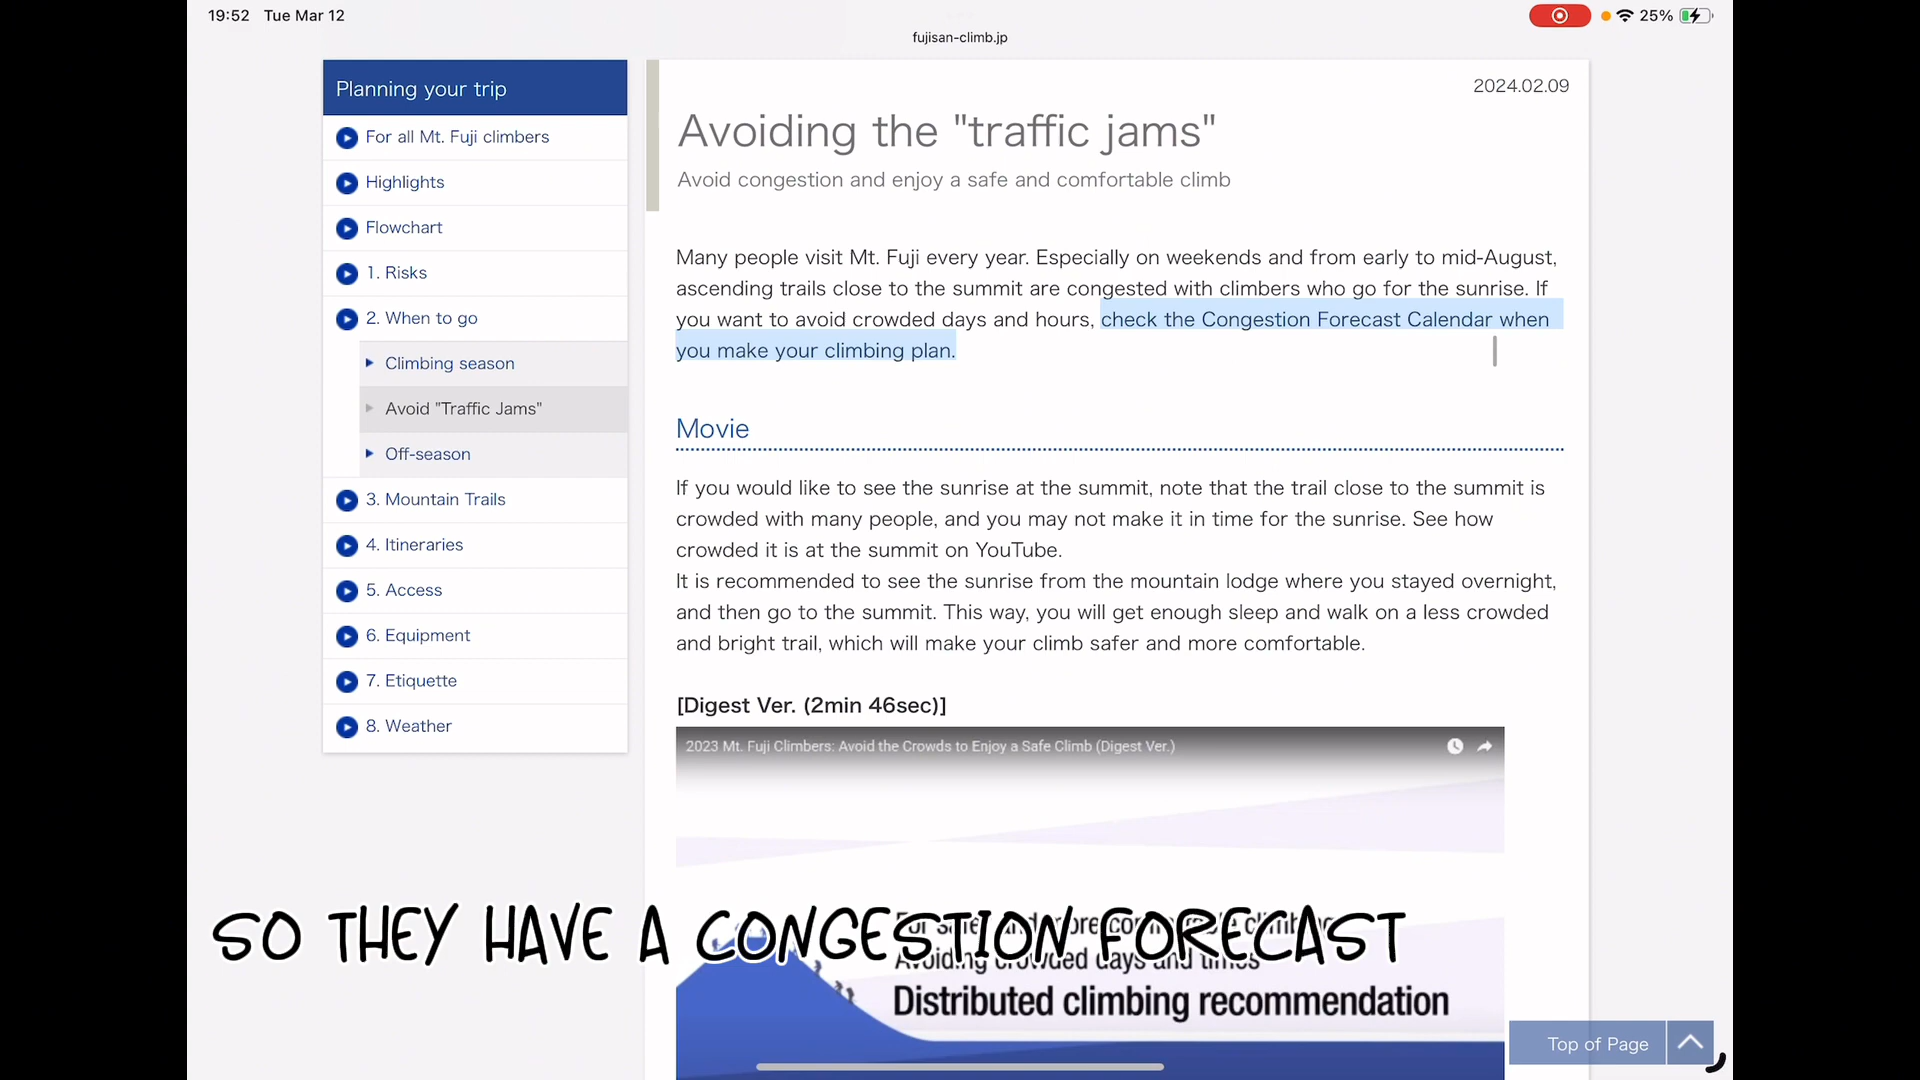 19:52 Tue Mar 12
25%
fujisan-climb.jp
Planning your trip
For all Mt. Fuji climbers
Highlights
Flowchart
1. Risks
2. When to go
Climbing season
Avoid "Traffic Jams"
Off-season
3. Mountain Trails
4. Itineraries
5. Access
6. Equipment
7. Etiquette
8. Weather
2024.02.09
Avoiding the "traffic jams"
Avoid congestion and enjoy a safe and comfortable climb
Many people visit Mt. Fuji every year. Especially on weekends and from early to mid-August,
ascending trails close to the summit are congested with climbers who go for the sunrise. If
you want to avoid crowded days and hours, check the Congestion Forecast Calendar when
you make your climbing plan.
Movie
If you would like to see the sunrise at the summit, note that the trail close to the summit is
crowded with many people, and you may not make it in time for the sunrise. See how
crowded it is at the summit on YouTube.
It is recommended to see the sunrise from the mountain lodge where you stayed overnight,
and then go to the summit. This way, you will get enough sleep and walk on a less crowded
and bright trail, which will make your climb safer and more comfortable.
[Digest Ver. (2min 46sec)]
2023 Mt. Fuji Climbers: Avoid the Crowds to Enjoy a Safe Climb (Digest Ver.)
SO THEY HAVE A CONGESTION FORECAST
Avoiding crowded days and times
Distributed climbing recommendation
Top of Page